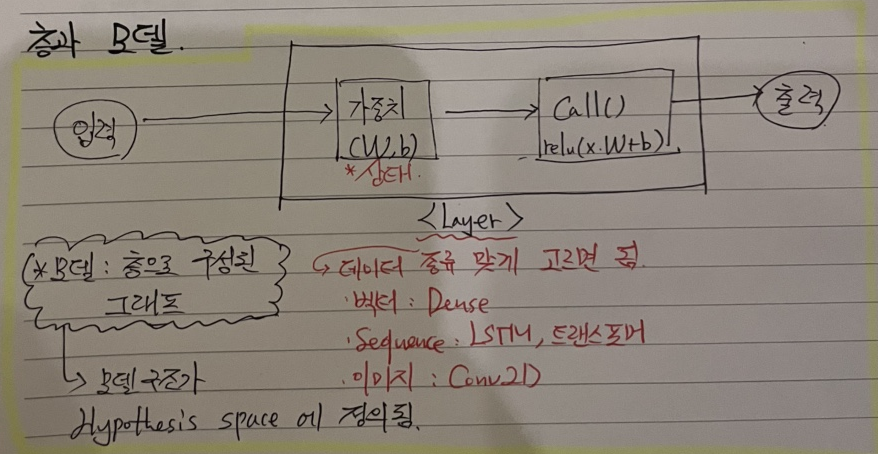 층과 모델.
입력
가중치
(W,b)
*상태.
Call()
relu(x.W+b)
출력
<Layer>
(*모델 : 층으로 구성된
그래프
데이터 종류 맞게 고르면 됨.
·벡터 : Dense
·Sequence : LSTM, 트랜스포머
·이미지 : Conv2D
모델 구조가
Hypothesis space 에 정의됨.